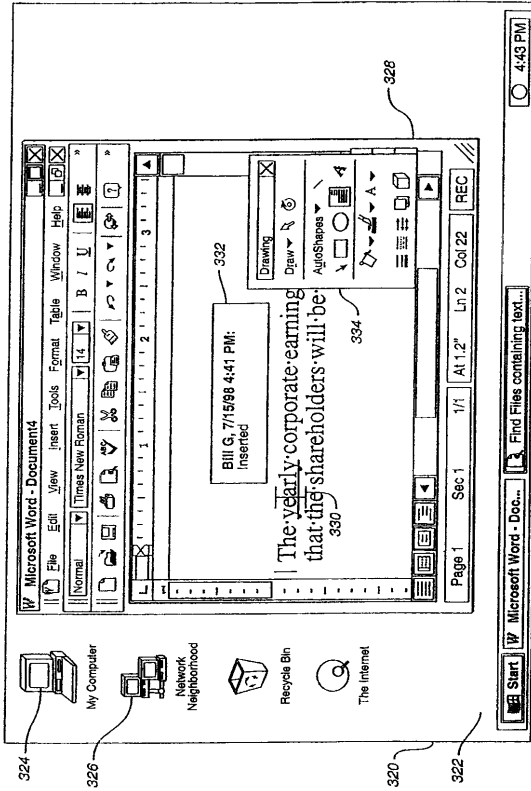 W Microsoft Word - Document4
File Edit View Insert Tools Format Table Window Help
Normal Times New Roman 14 B I U »
ABC »
1 2 3
Bill G, 7/15/98 4:41 PM:
Inserted
The·yearly·corporate·earning
that·the·shareholders·will·be·
Drawing
Draw
AutoShapes
A
Page 1 Sec 1 1/1 At 1.2" Ln 2 Col 22 REC
My Computer
Network
Neighborhood
Recycle Bin
The Internet
Start W Microsoft Word - Doc... Find Files containing text... 4:43 PM
324
326
320
322
328
330
332
334